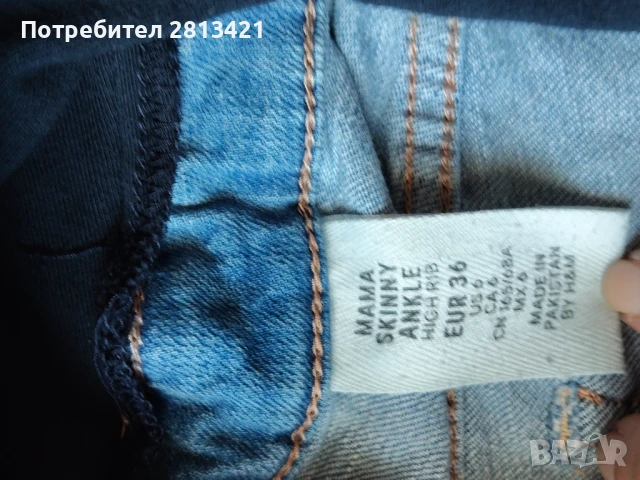 Потребител 2813421
MAMA
SKINNY
ANKLE
HIGH RIB
EUR 36
US 6
CA 6
CN 165/68A
MX 6
MADE IN
PAKISTAN
BY H&M
BAZAR